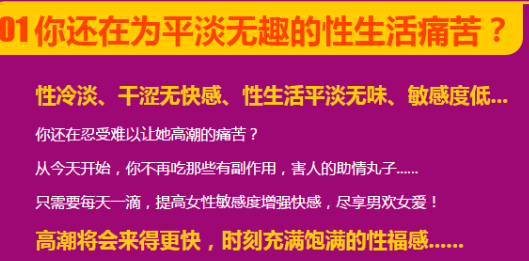 01你还在为平淡无趣的性生活痛苦？
性冷淡、干涩无快感、性生活平淡无味、敏感度低...
你还在忍受难以让她高潮的痛苦？
从今天开始，你不再吃那些有副作用，害人的助情丸子......
只需要每天一滴，提高女性敏感度增强快感，尽享男欢女爱！
高潮将会来得更快，时刻充满饱满的性福感......